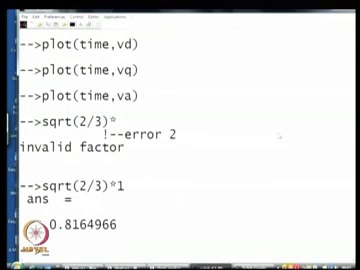 File Edit Preferences Control Editor Applications
-->plot(time,vd)
-->plot(time,vq)
-->plot(time,va)
-->sqrt(2/3)*
!--error 2
invalid factor
-->sqrt(2/3)*1
ans =
0.8164966
NPTEL